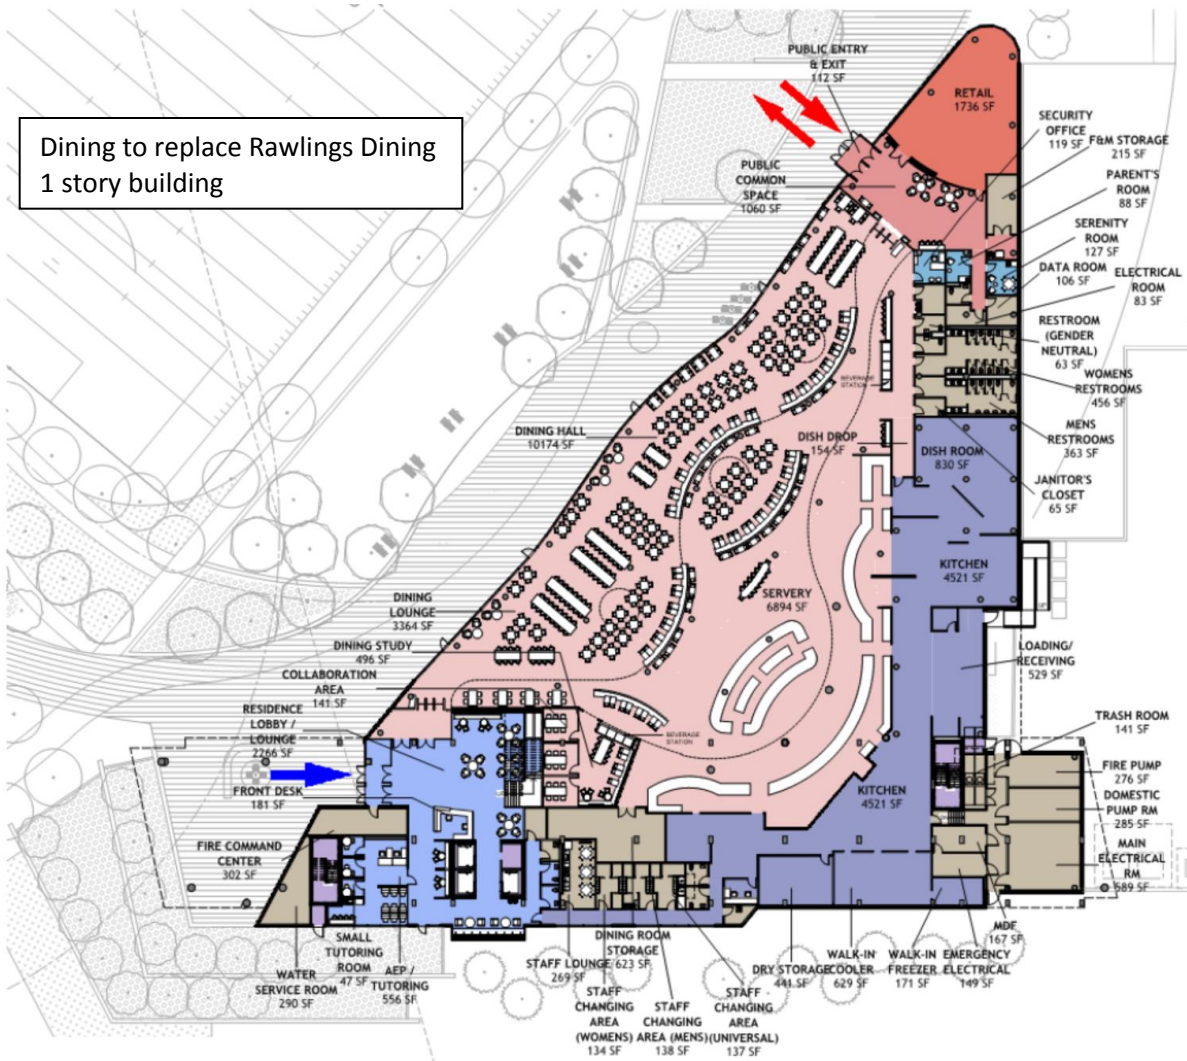 Dining to replace Rawlings Dining
1 story building
PUBLIC ENTRY
& EXIT
112 SF
RETAIL
1736 SF
SECURITY
OFFICE
119 SF
F&M STORAGE
215 SF
PUBLIC
COMMON
SPACE
1060 SF
PARENT'S
ROOM
88 SF
SERENITY
ROOM
127 SF
DATA ROOM
106 SF
ELECTRICAL
ROOM
83 SF
RESTROOM
(GENDER
NEUTRAL)
63 SF
WOMENS
RESTROOMS
456 SF
MENS
RESTROOMS
363 SF
JANITOR'S
CLOSET
65 SF
BEVERAGE
STATION
DINING HALL
10174 SF
DISH DROP
154 SF
DISH ROOM
830 SF
KITCHEN
4521 SF
SERVERY
6894 SF
DINING
LOUNGE
3364 SF
DINING STUDY
496 SF
COLLABORATION
AREA
141 SF
RESIDENCE
LOBBY /
LOUNGE
2266 SF
FRONT DESK
181 SF
BEVERAGE
STATION
LOADING/
RECEIVING
529 SF
TRASH ROOM
141 SF
FIRE PUMP
276 SF
DOMESTIC
PUMP RM
285 SF
MAIN
ELECTRICAL
RM
589 SF
KITCHEN
4521 SF
FIRE COMMAND
CENTER
302 SF
WATER
SERVICE ROOM
290 SF
SMALL
TUTORING
ROOM
47 SF
AEP /
TUTORING
556 SF
STAFF LOUNGE
269 SF
DINING ROOM
STORAGE
623 SF
STAFF
CHANGING
AREA
(WOMENS)
134 SF
STAFF
CHANGING
AREA (MENS)
138 SF
STAFF
CHANGING
AREA
(UNIVERSAL)
137 SF
DRY STORAGE
441 SF
WALK-IN
COOLER
629 SF
WALK-IN
FREEZER
171 SF
EMERGENCY
ELECTRICAL
149 SF
MDF
167 SF